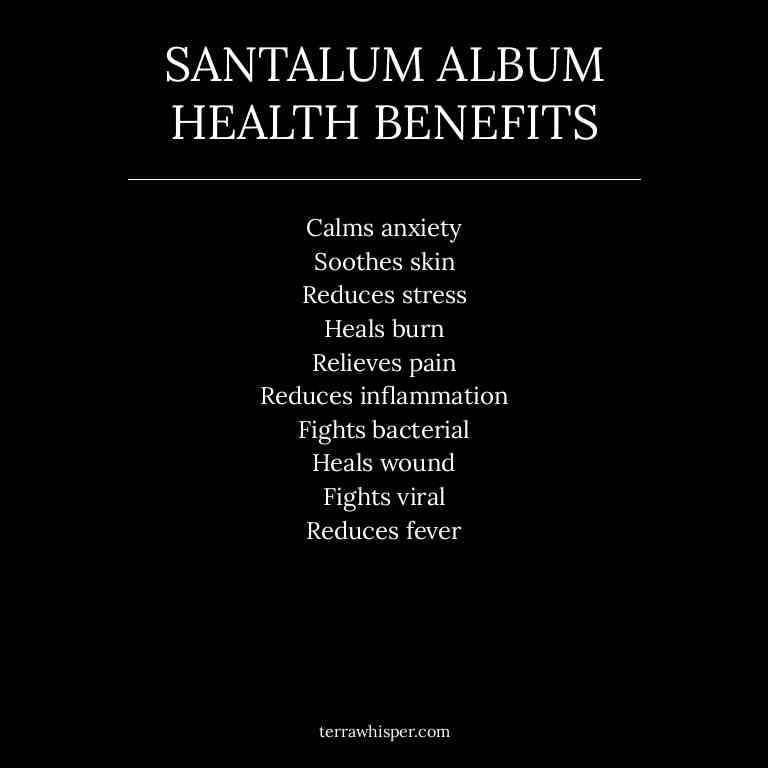 SANTALUM ALBUM
HEALTH BENEFITS
Calms anxiety
Soothes skin
Reduces stress
Heals burn
Relieves pain
Reduces inflammation
Fights bacterial
Heals wound
Fights viral
Reduces fever
terrawhisper.com